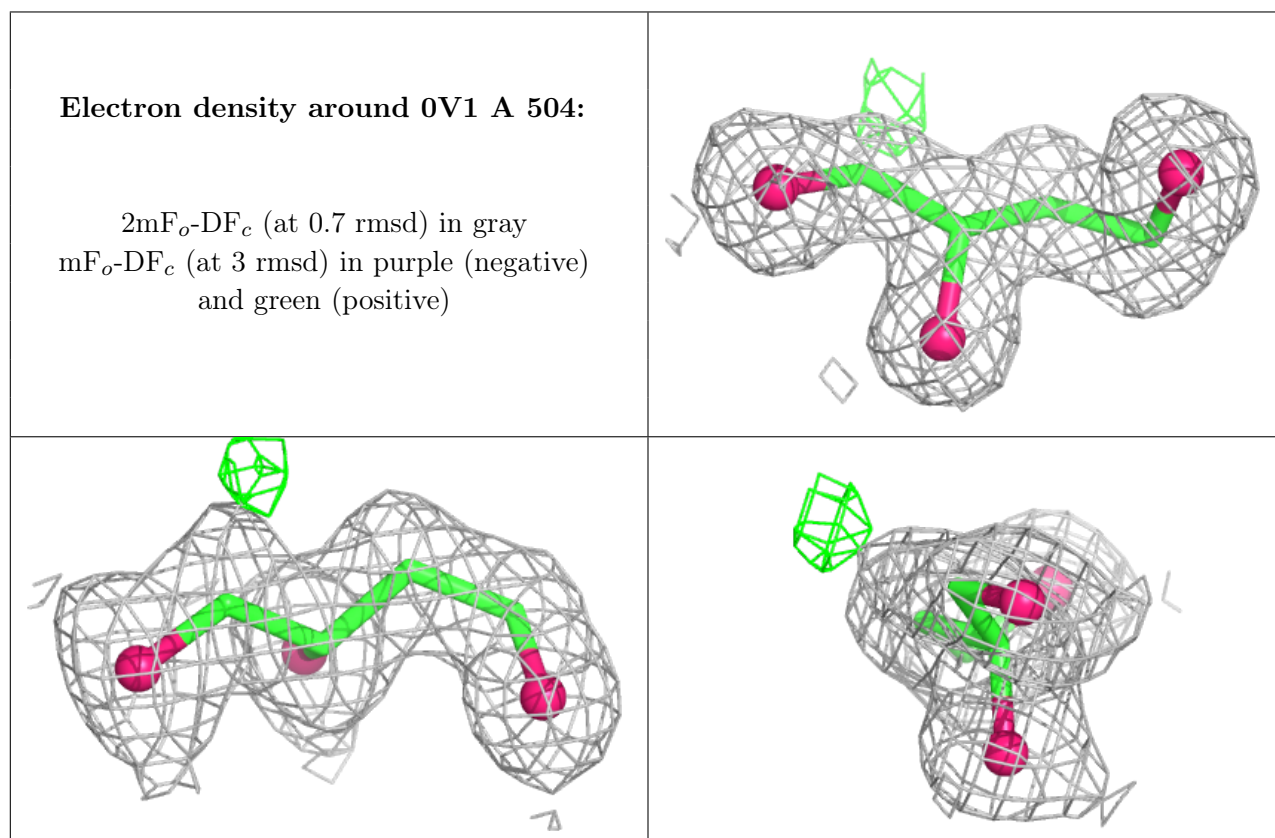 Electron density around 0V1 A 504:
2mFo-DFc (at 0.7 rmsd) in gray
mFo-DFc (at 3 rmsd) in purple (negative)
and green (positive)